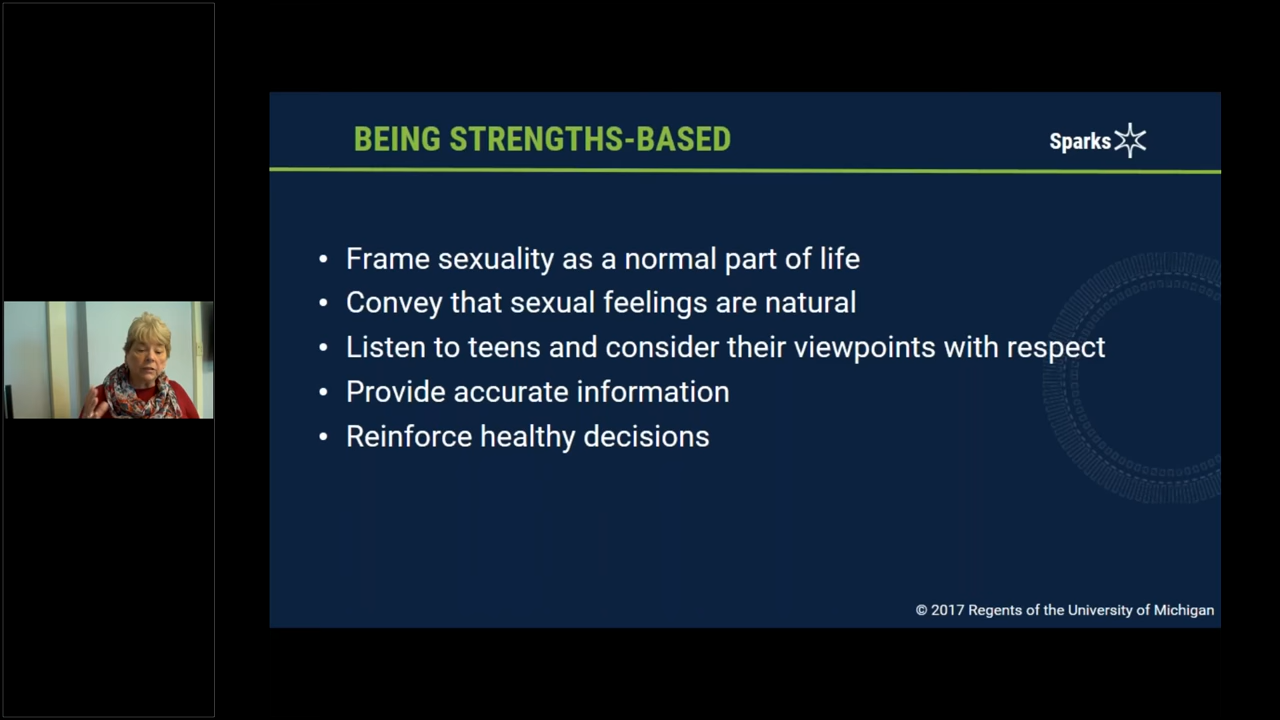 BEING STRENGTHS-BASED
Sparks
• Frame sexuality as a normal part of life
• Convey that sexual feelings are natural
• Listen to teens and consider their viewpoints with respect
• Provide accurate information
• Reinforce healthy decisions
© 2017 Regents of the University of Michigan